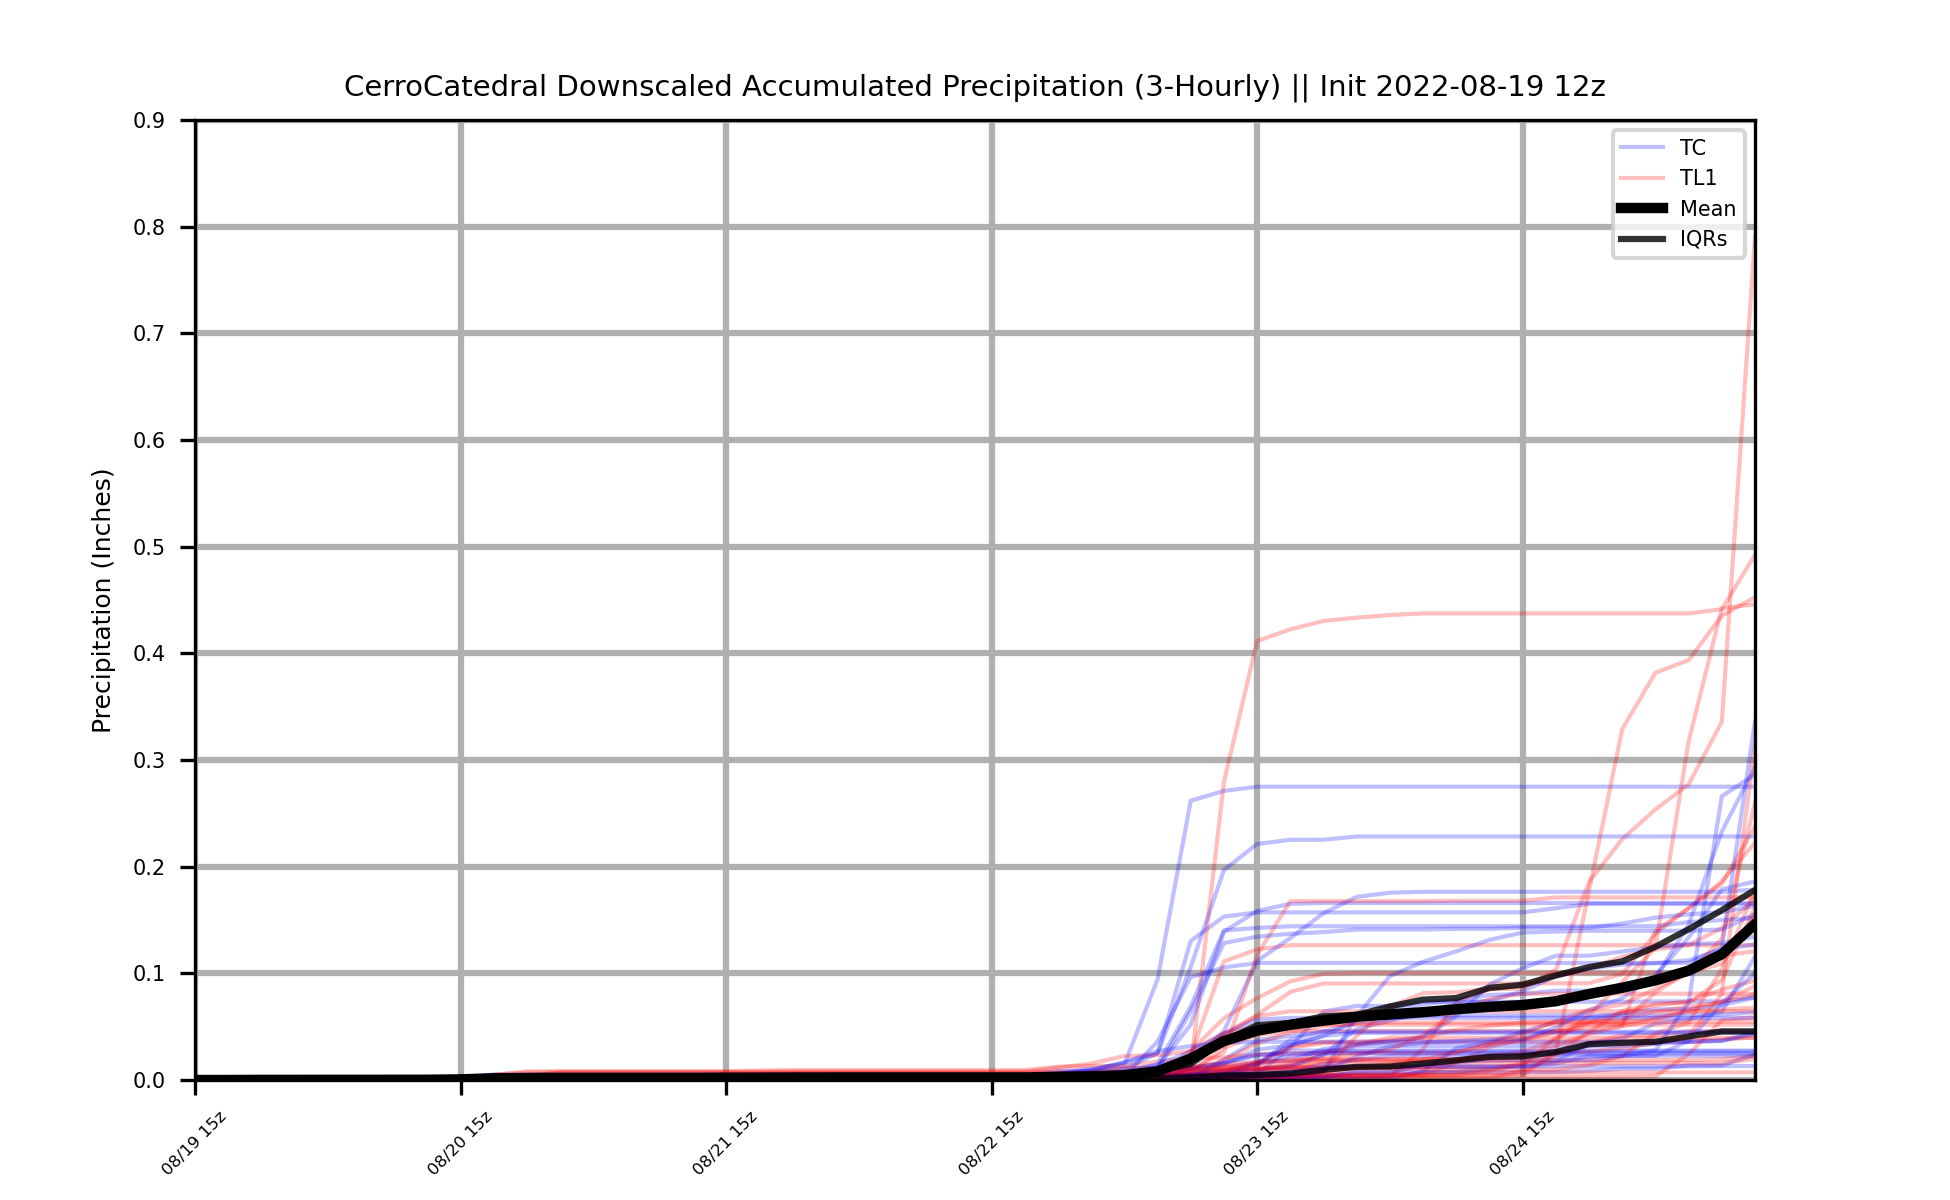 CerroCatedral Downscaled Accumulated Precipitation (3-Hourly) || Init 2022-08-19 12z
TC
TL1
Mean
IQRs
Precipitation (Inches)
0.9
0.8
0.7
0.6
0.5
0.4
0.3
0.2
0.1
0.0
08/19 15z
08/20 15z
08/21 15z
08/22 15z
08/23 15z
08/24 15z